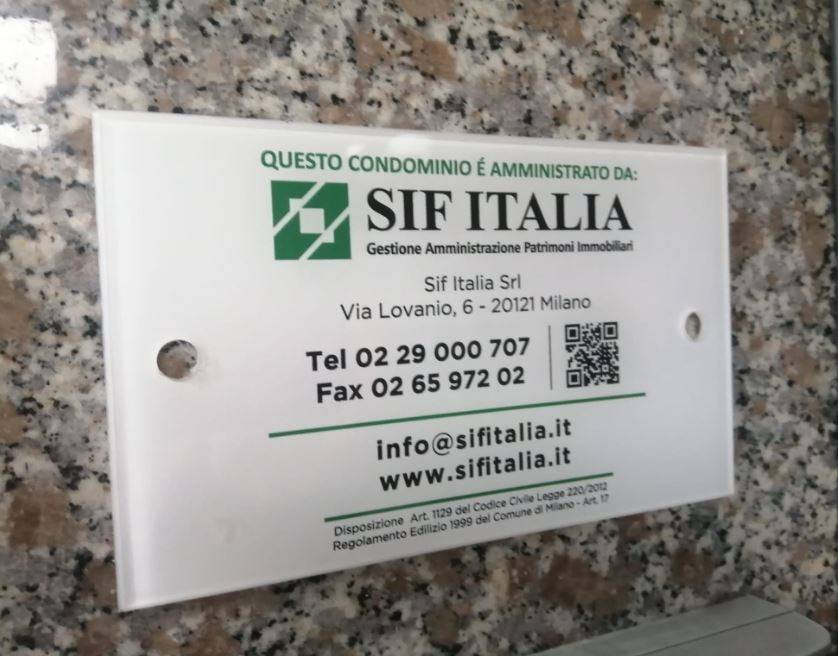 QUESTO CONDOMINIO É AMMINISTRATO DA:
SIF ITALIA
Gestione Amministrazione Patrimoni Immobiliari
Sif Italia Srl
Via Lovanio, 6 - 20121 Milano
Tel 02 29 000 707
Fax 02 65 972 02
info@sifitalia.it
www.sifitalia.it
Disposizione Art. 1129 del Codice Civile Legge 220/2012
Regolamento Edilizio 1999 del Comune di Milano - Art. 17